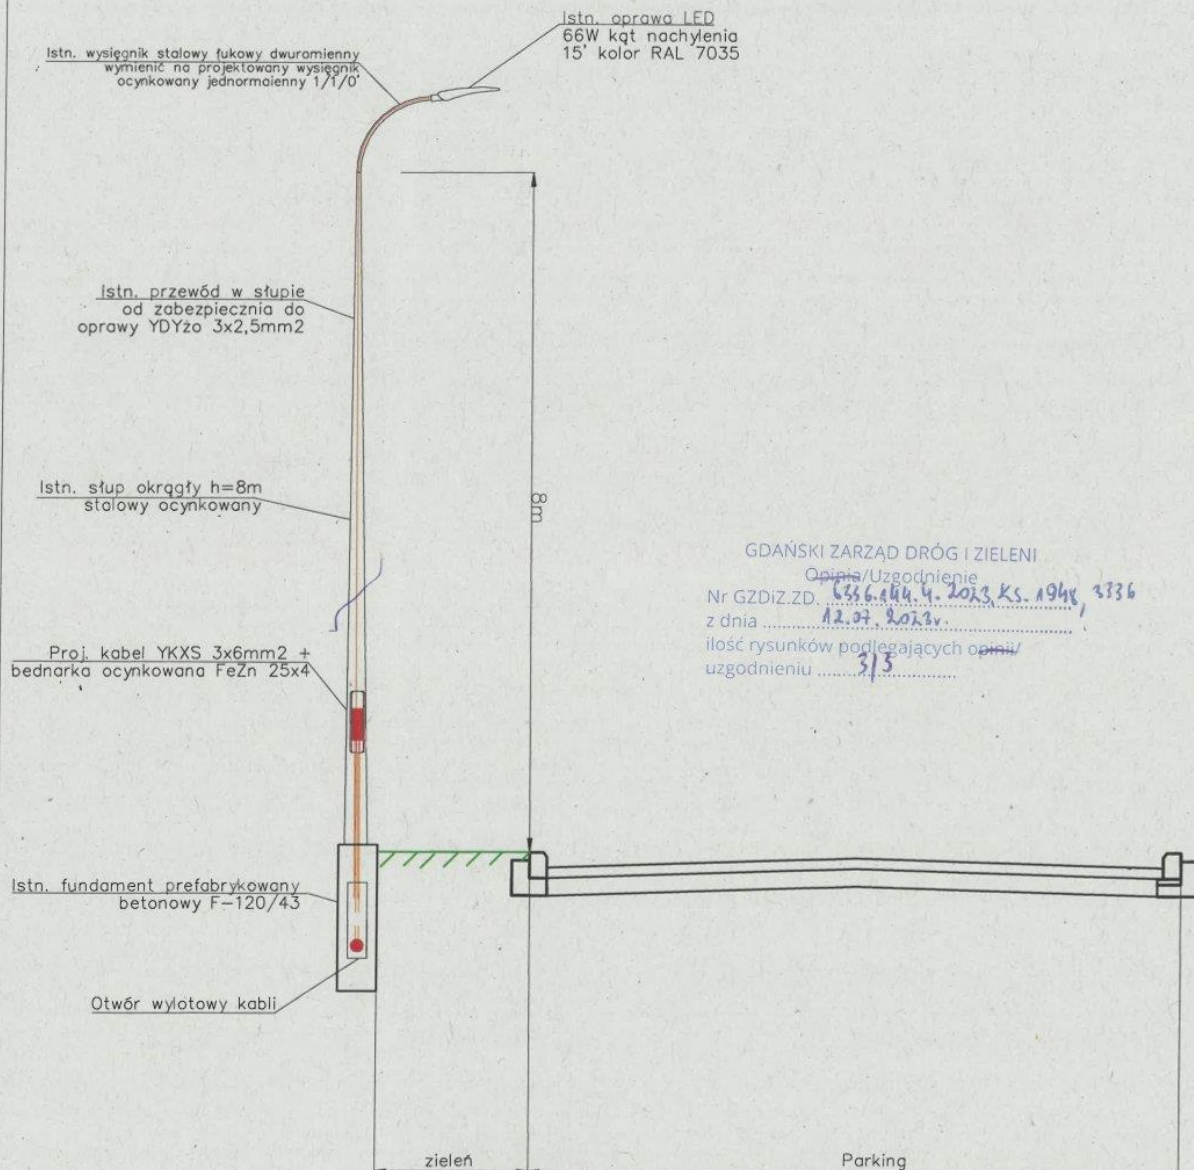 Istn. oprawa LED
66W kąt nachylenia
15° kolor RAL 7035
Istn. wysięgnik stalowy łukowy dwuromienny
wymienić na projektowany wysięgnik
ocynkowany jednormaienny 1/1/0°
Istn. przewód w słupie
od zabezpiecznia do
oprawy YDYżo 3x2,5mm2
Istn. słup okrągły h=8m
stalowy ocynkowany
8m
GDAŃSKI ZARZĄD DRÓG I ZIELENI
Opinia/Uzgodnienie
Nr GZDiZ.ZD. 6336.144.4.2023, KS. 1948, 3336
z dnia 12.07.2023r.
ilość rysunków podlegających opinii/
uzgodnieniu 3/3
Proj. kabel YKXS 3x6mm2 +
bednarka ocynkowana FeZn 25x4
Istn. fundament prefabrykowany
betonowy F-120/43
Otwór wylotowy kabli
zieleń
Parking